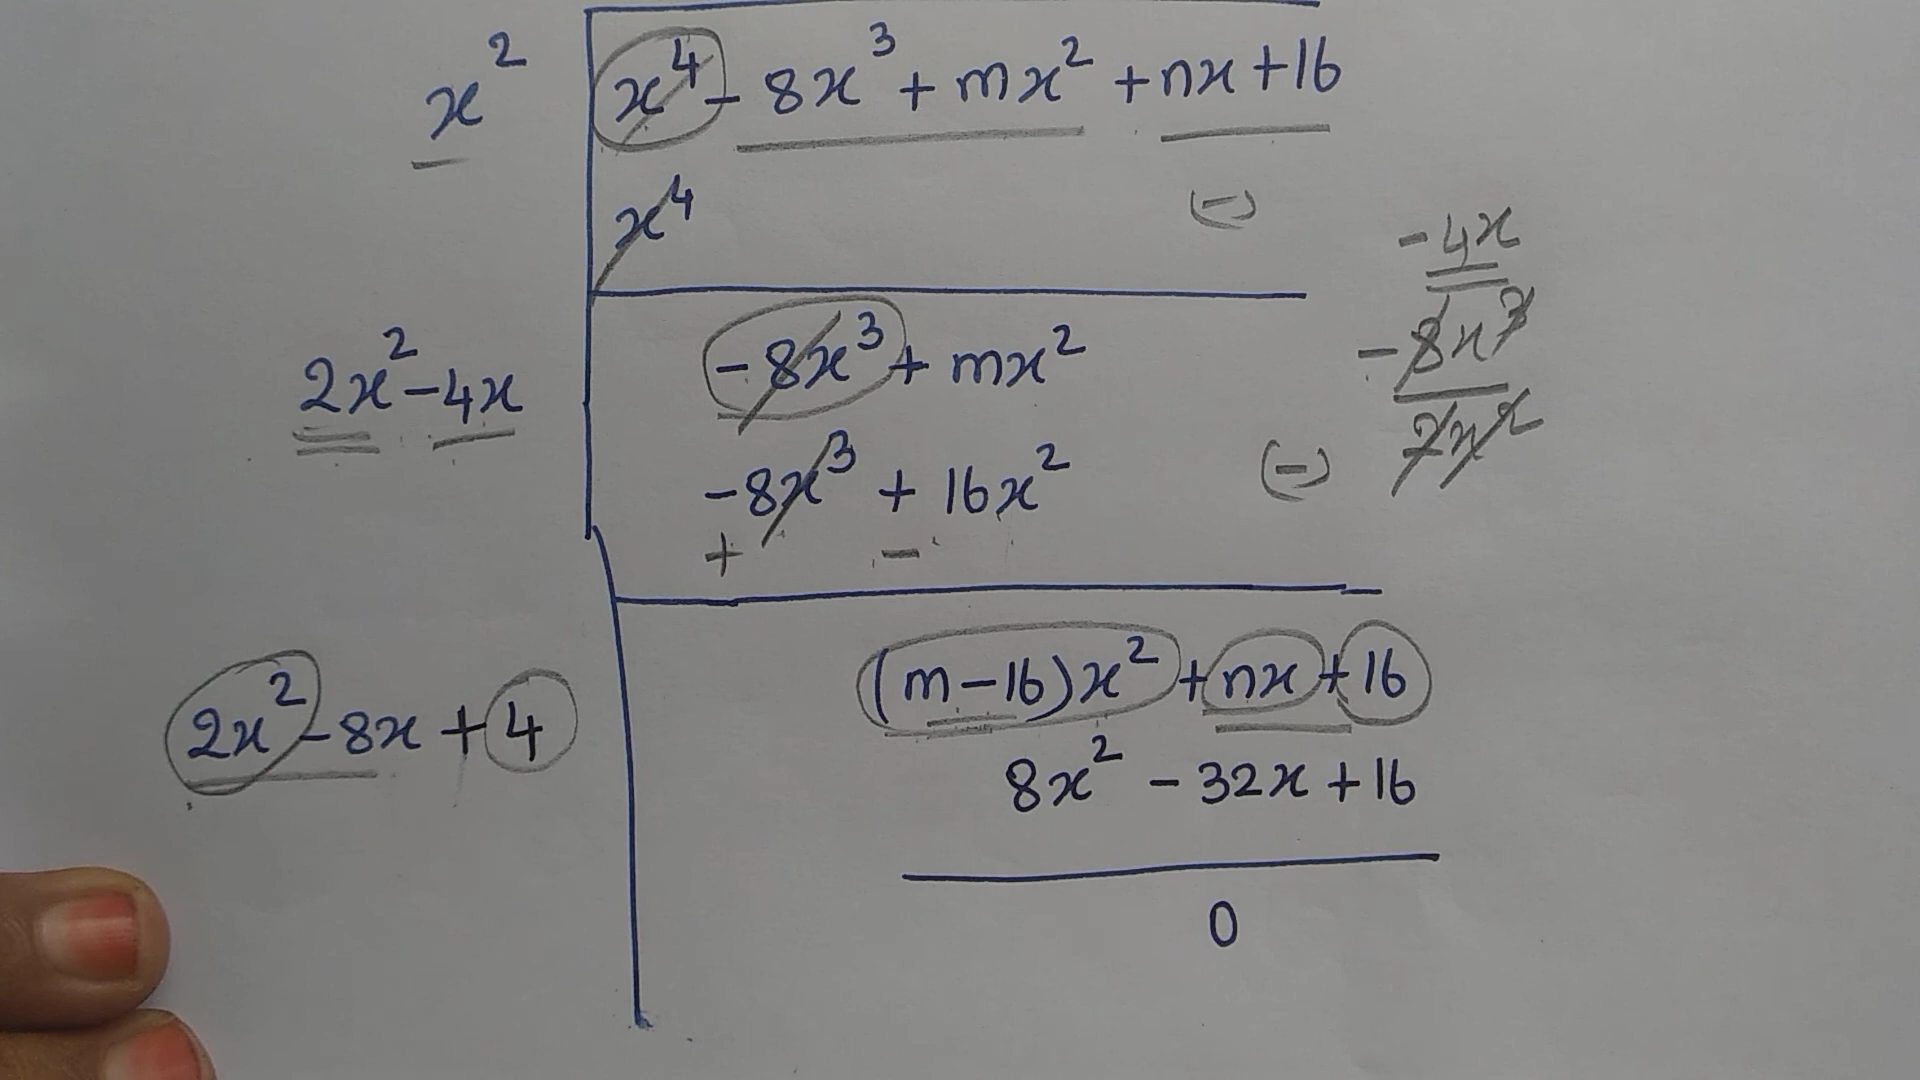 x² x⁴ - 8x³ + mx² + nx + 16
x⁴ (-)
-4x
2x² - 4x -8x³ + mx² -8x³
2x²
-8x³ + 16x² (-)
+ -
2x² - 8x + 4 (m-16)x² + nx + 16
8x² - 32x + 16
0